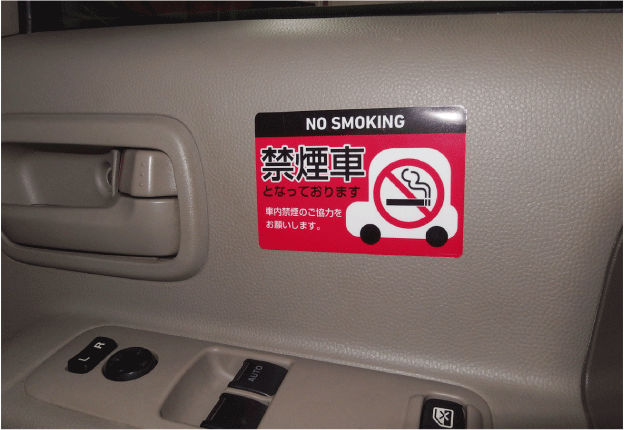 NO SMOKING
禁煙車
となっております
車内禁煙のご協力を
お願いします。
L R
AUTO